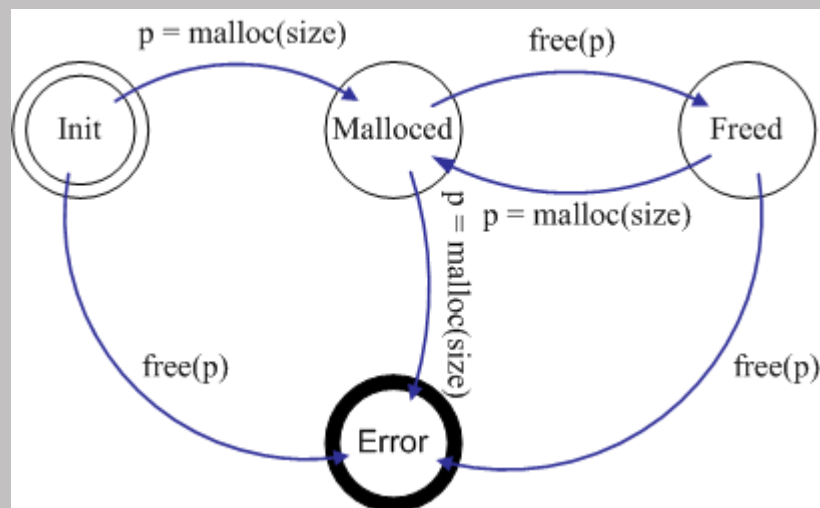 p = malloc(size)
free(p)
Init
Malloced
Freed
p = malloc(size)
p = malloc(size)
free(p)
free(p)
Error